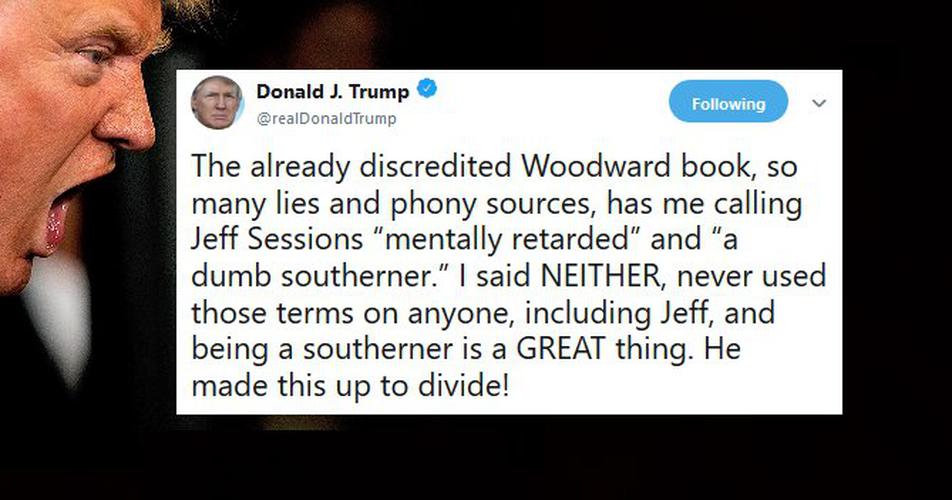 Donald J. Trump
@realDonaldTrump
Following
The already discredited Woodward book, so
many lies and phony sources, has me calling
Jeff Sessions “mentally retarded” and “a
dumb southerner.” I said NEITHER, never used
those terms on anyone, including Jeff, and
being a southerner is a GREAT thing. He
made this up to divide!